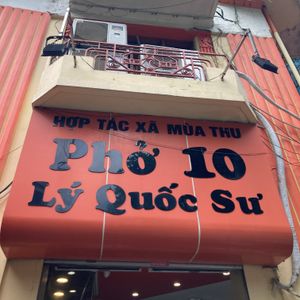 HỢP TÁC XÃ MÙA THU
Phở 10
Lý Quốc Sư